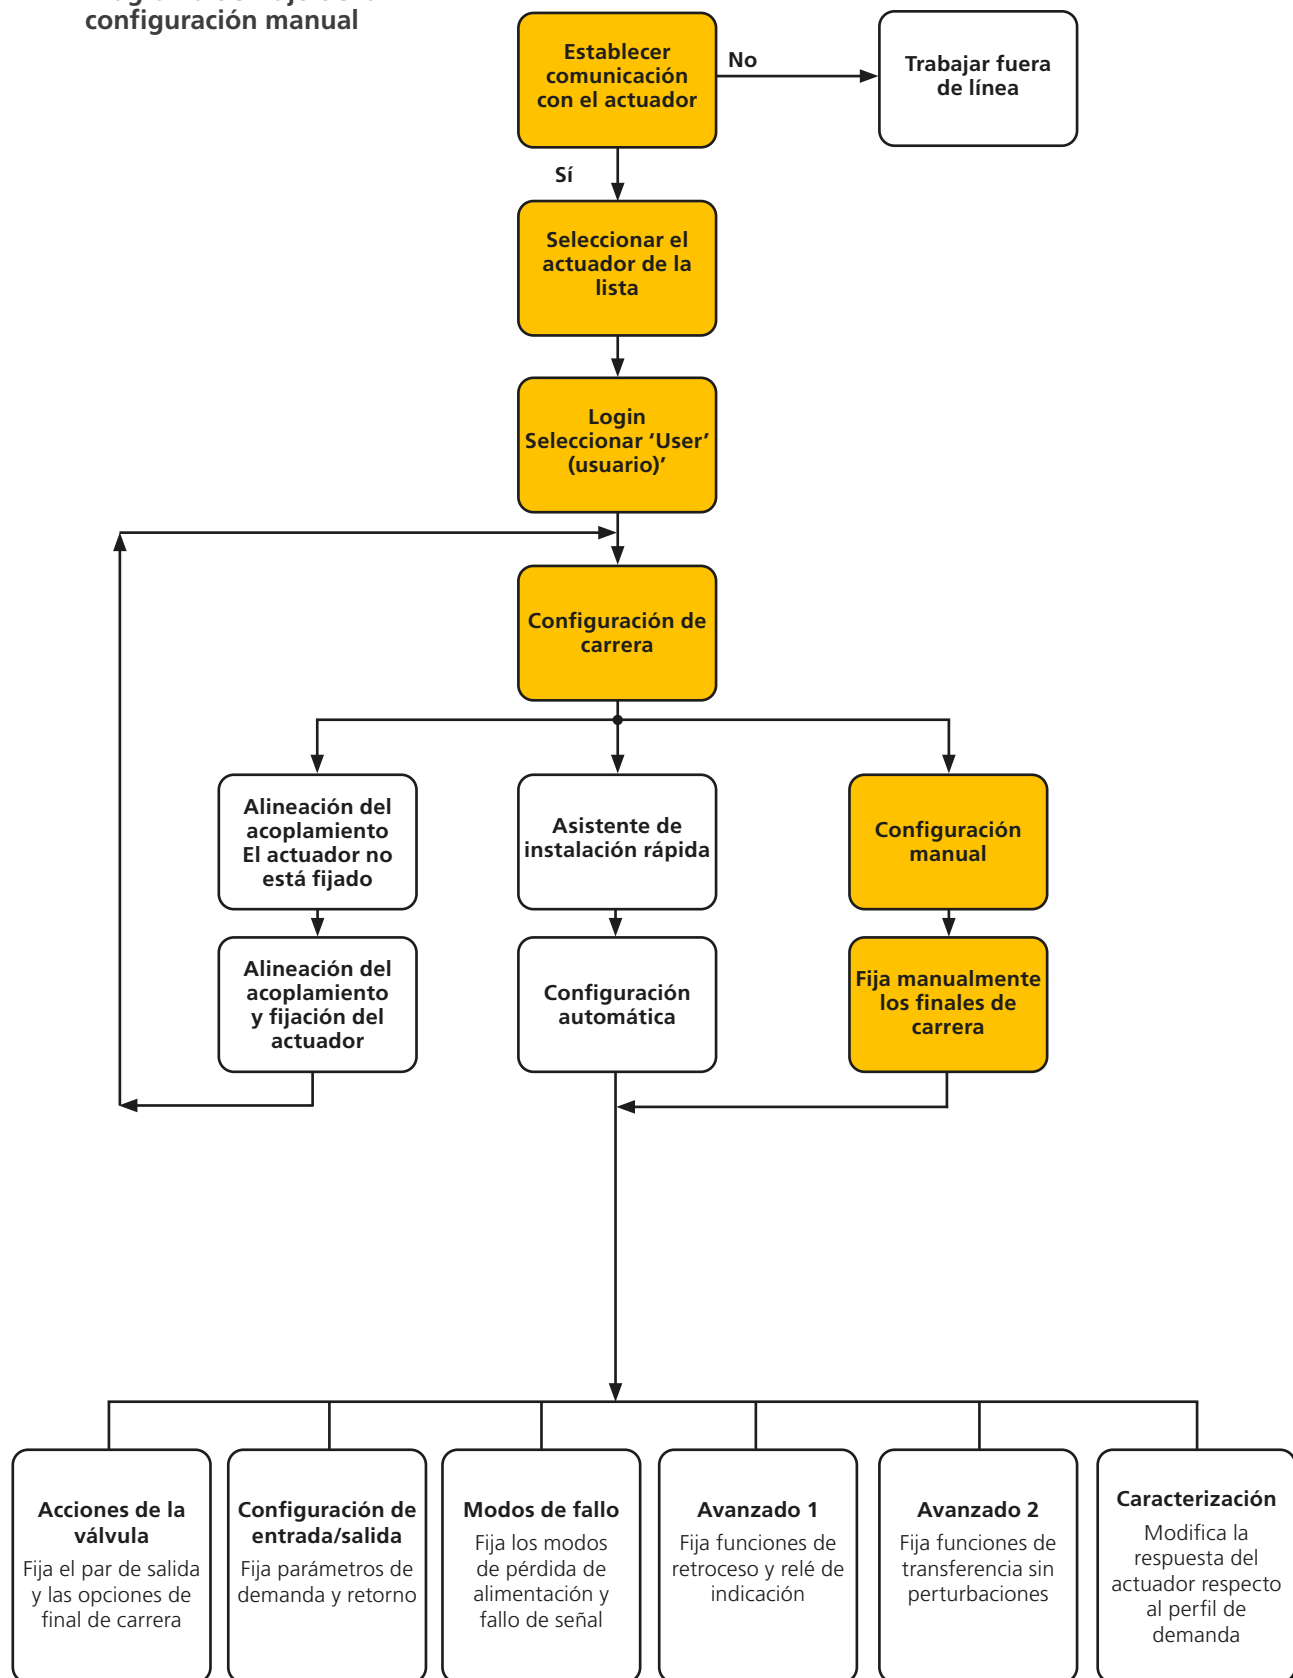 configuración manual
Establecer
comunicación
con el actuador
No
Trabajar fuera
de línea
Sí
Seleccionar el
actuador de la
lista
Login
Seleccionar ‘User’
(usuario)’
Configuración de
carrera
Alineación del
acoplamiento
El actuador no
está fijado
Asistente de
instalación rápida
Configuración
manual
Alineación del
acoplamiento
y fijación del
actuador
Configuración
automática
Fija manualmente
los finales de
carrera
Acciones de la
válvula
Fija el par de salida
y las opciones de
final de carrera
Configuración de
entrada/salida
Fija parámetros de
demanda y retorno
Modos de fallo
Fija los modos
de pérdida de
alimentación y
fallo de señal
Avanzado 1
Fija funciones de
retroceso y relé de
indicación
Avanzado 2
Fija funciones de
transferencia sin
perturbaciones
Caracterización
Modifica la
respuesta del
actuador respecto
al perfil de
demanda